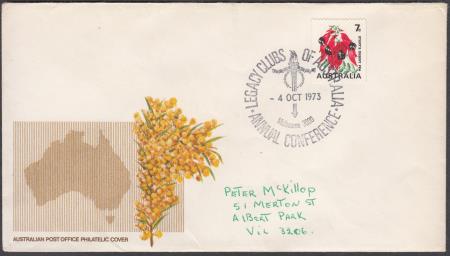 7c
AUSTRALIA
LEGACY CLUBS OF AUSTRALIA
- 4 OCT 1973
ANNUAL CONFERENCE
PETER McKILLOP
51 MERTON ST
ALBERT PARK
VIC 3206.
AUSTRALIAN POST OFFICE PHILATELIC COVER